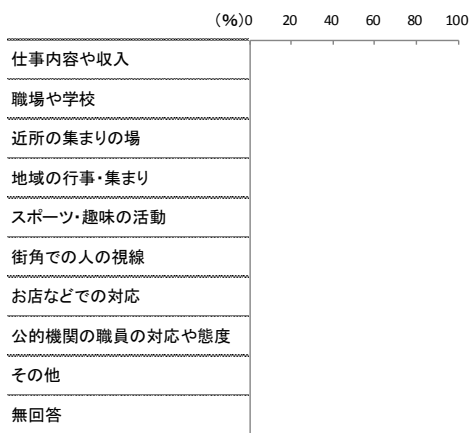 (%)0 20 40 60 80 100
仕事内容や収入
職場や学校
近所の集まりの場
地域の行事・集まり
スポーツ・趣味の活動
街角での人の視線
お店などでの対応
公的機関の職員の対応や態度
その他
無回答